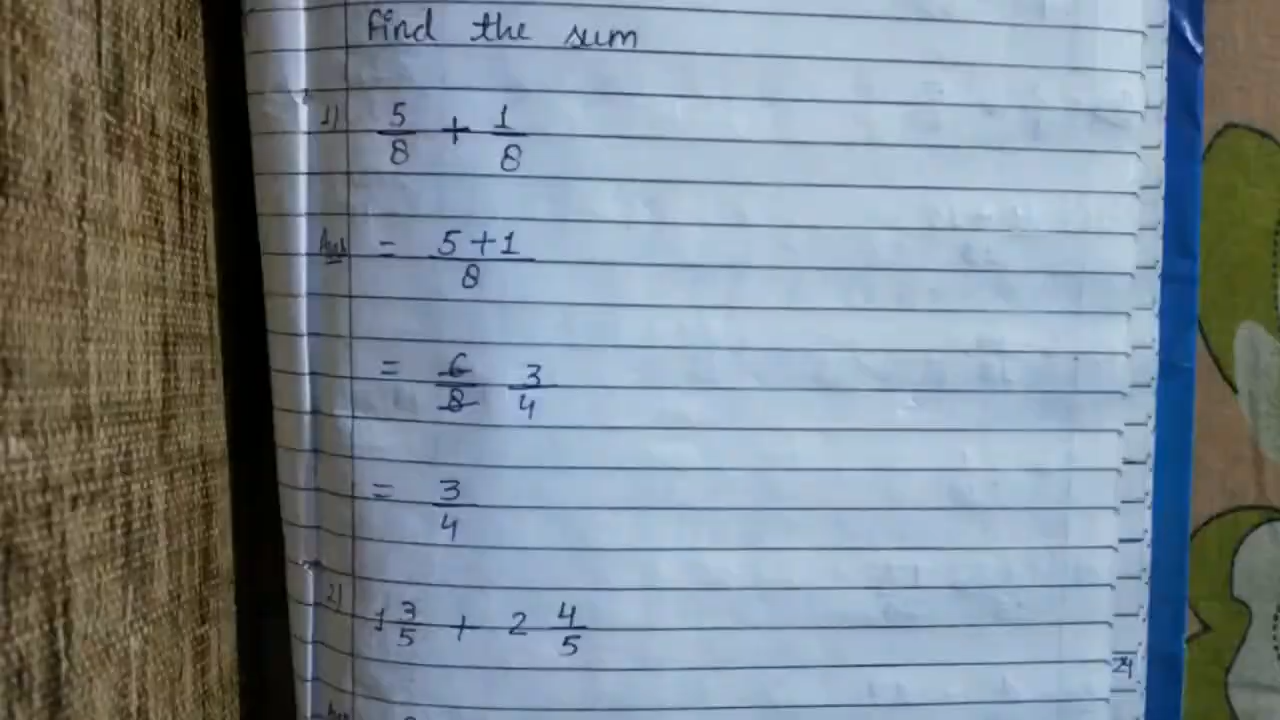 find the sum
1) 5/8 + 1/8
Ans = 5+1/8
= 6/8 3/4
= 3/4
2) 1 3/5 + 2 4/5